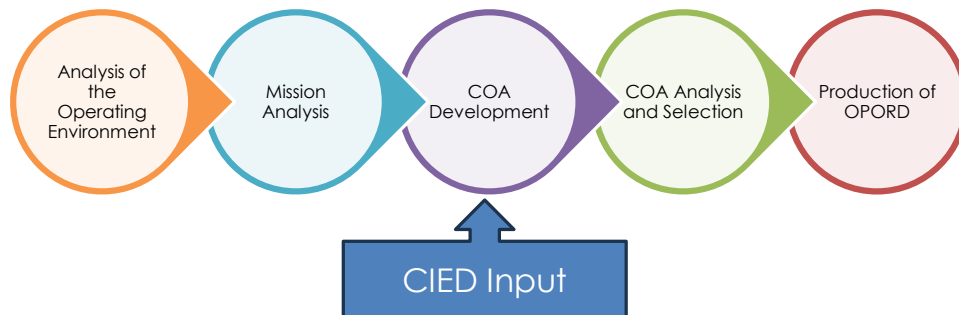 Analysis of
the
Operating
Environment
Mission
Analysis
COA
Development
COA Analysis
and Selection
Production of
OPORD
CIED Input